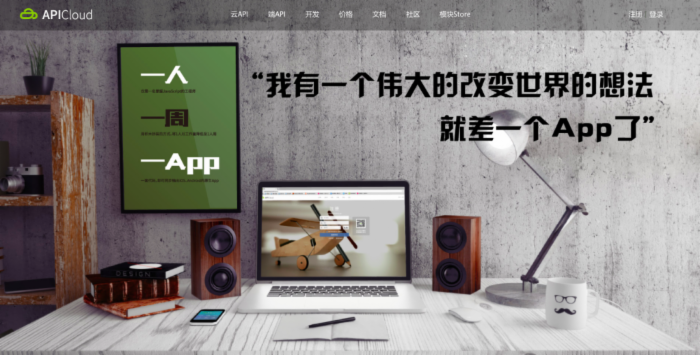 APICloud
云API 端API 开发 价格 文档 社区 模块Store
注册 登录
一人
一周
一App
“我有一个伟大的改变世界的想法
就差一个App了”
DESIGN